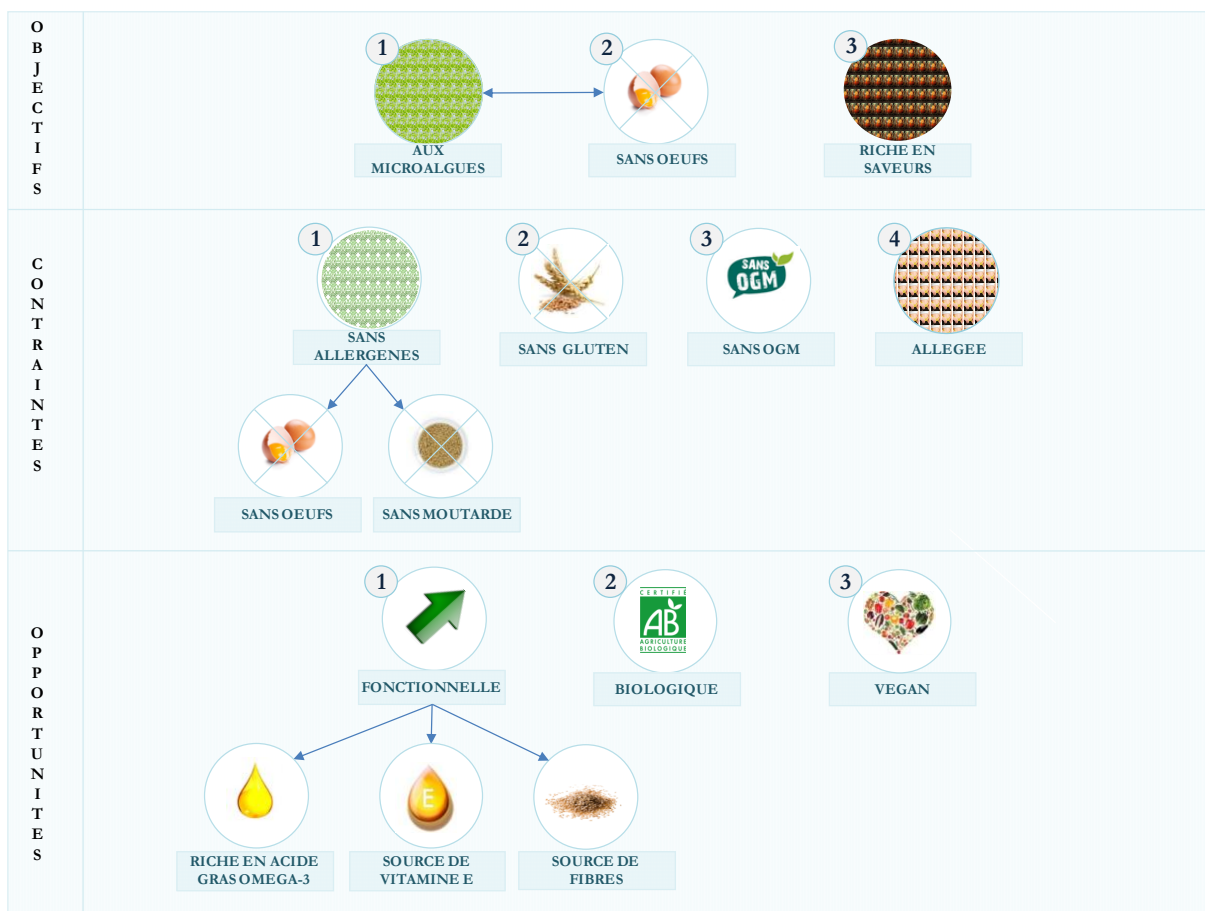 OBJECTIFS
1
2
3
AUX
MICROALGUES
SANS OEUFS
RICHE EN
SAVEURS
CONTRAINTES
1
2
3
4
SANS
OGM
SANS
ALLERGENES
SANS GLUTEN
SANS OGM
ALLEGEE
SANS OEUFS
SANS MOUTARDE
OPPORTUNITES
1
2
3
CERTIFIÉ
AB
AGRICULTURE
BIOLOGIQUE
FONCTIONNELLE
BIOLOGIQUE
VEGAN
E
RICHE EN ACIDE
GRAS OMEGA-3
SOURCE DE
VITAMINE E
SOURCE DE
FIBRES